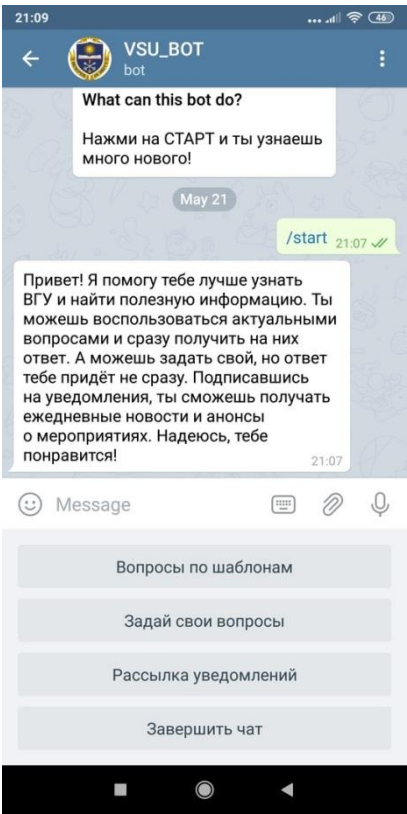 21:09
46
VSU_BOT
bot
What can this bot do?
Нажми на СТАРТ и ты узнаешь
много нового!
May 21
/start 21:07
Привет! Я помогу тебе лучше узнать
ВГУ и найти полезную информацию. Ты
можешь воспользоваться актуальными
вопросами и сразу получить на них
ответ. А можешь задать свой, но ответ
тебе придёт не сразу. Подписавшись
на уведомления, ты сможешь получать
ежедневные новости и анонсы
о мероприятиях. Надеюсь, тебе
понравится! 21:07
Message
Вопросы по шаблонам
Задай свои вопросы
Рассылка уведомлений
Завершить чат